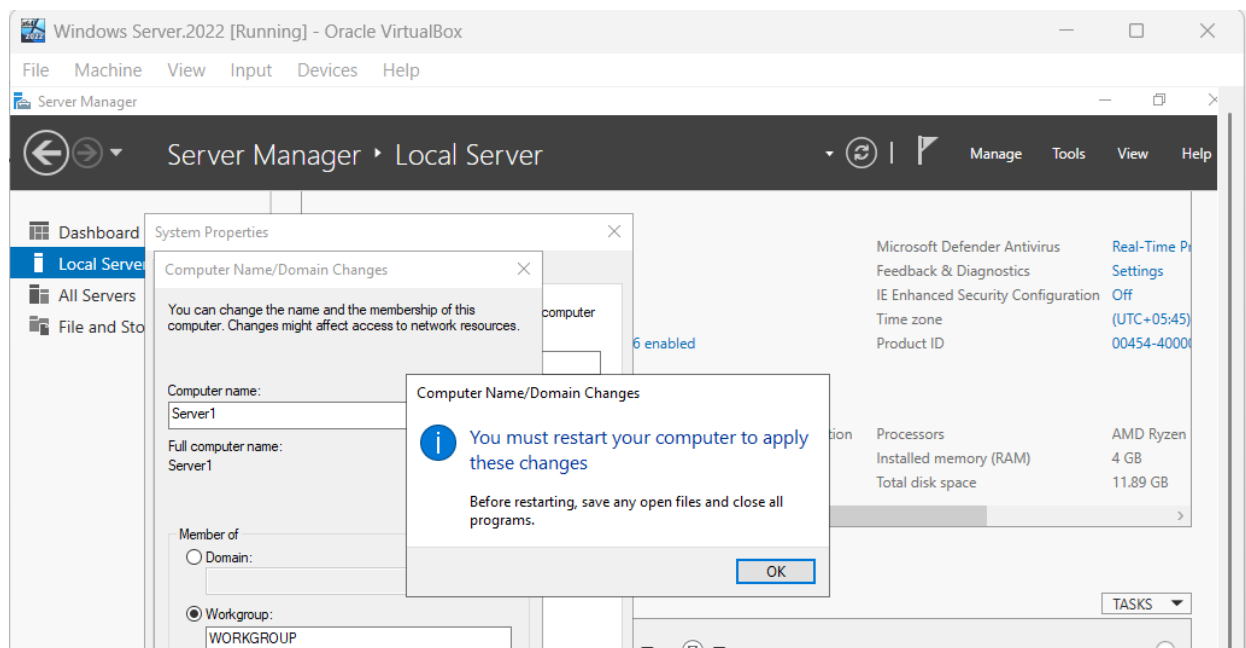 Windows Server.2022 [Running] - Oracle VirtualBox
File Machine View Input Devices Help
Server Manager
Server Manager • Local Server
Manage Tools View Help
Dashboard
Local Server
All Servers
File and Sto
System Properties
Computer Name/Domain Changes
You can change the name and the membership of this
computer. Changes might affect access to network resources.
computer
6 enabled
Computer name:
Server1
Full computer name:
Server1
Member of
Domain:
Workgroup:
WORKGROUP
Computer Name/Domain Changes
You must restart your computer to apply
these changes
Before restarting, save any open files and close all
programs.
OK
Microsoft Defender Antivirus Real-Time Pr
Feedback & Diagnostics Settings
IE Enhanced Security Configuration Off
Time zone (UTC+05:45)
Product ID 00454-40000
tion
Processors AMD Ryzen
Installed memory (RAM) 4 GB
Total disk space 11.89 GB
TASKS